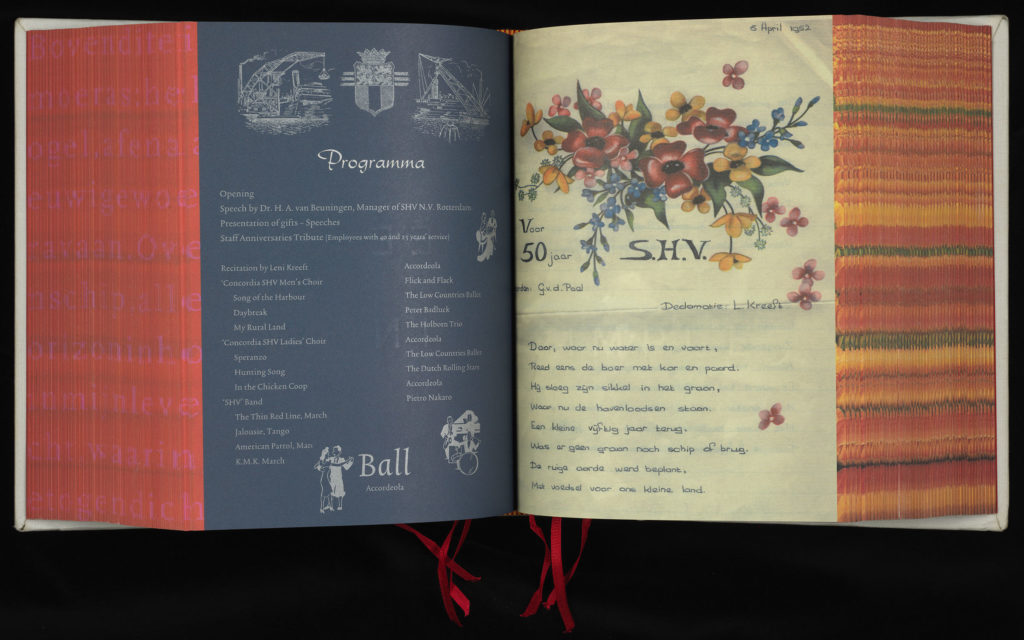 Programma
Opening
Speech by Dr. H. A. van Beuningen, Manager of SHV N.V. Rotterdam
Presentation of gifts – Speeches
Staff Anniversaries Tribute (Employees with 40 and 25 years' service)
Recitation by Leni Kreeft
'Concordia SHV Men's Choir
Song of the Harbour
Daybreak
My Rural Land
'Concordia SHV Ladies' Choir
Speranzo
Hunting Song
In the Chicken Coop
'SHV' Band
The Thin Red Line, March
Jalousie, Tango
American Parrol, Mars
K.M.K. March
Accordeola
Flick and Flack
The Low Countries Ballet
Peter Badluck
The Holborn Trio
Accordeola
The Low Countries Ballet
The Dutch Rolling Stars
Accordeola
Pietro Nakaro
Ball
Accordeola
5 April 1952
Voor
50 jaar S.H.V.
G.v.d. Poel
L. Kreeft
Daar, waar nu water is en vaart,
Reed eens de boer met kar en paard.
Hij sloeg zijn sikkel in het graan,
Waar nu de havenloodsen staan.
Een kleine vijftig jaar terug.
Was er geen graan noch schip of brug.
De ruige aarde werd beplant,
Met voedsel voor ons kleine land.